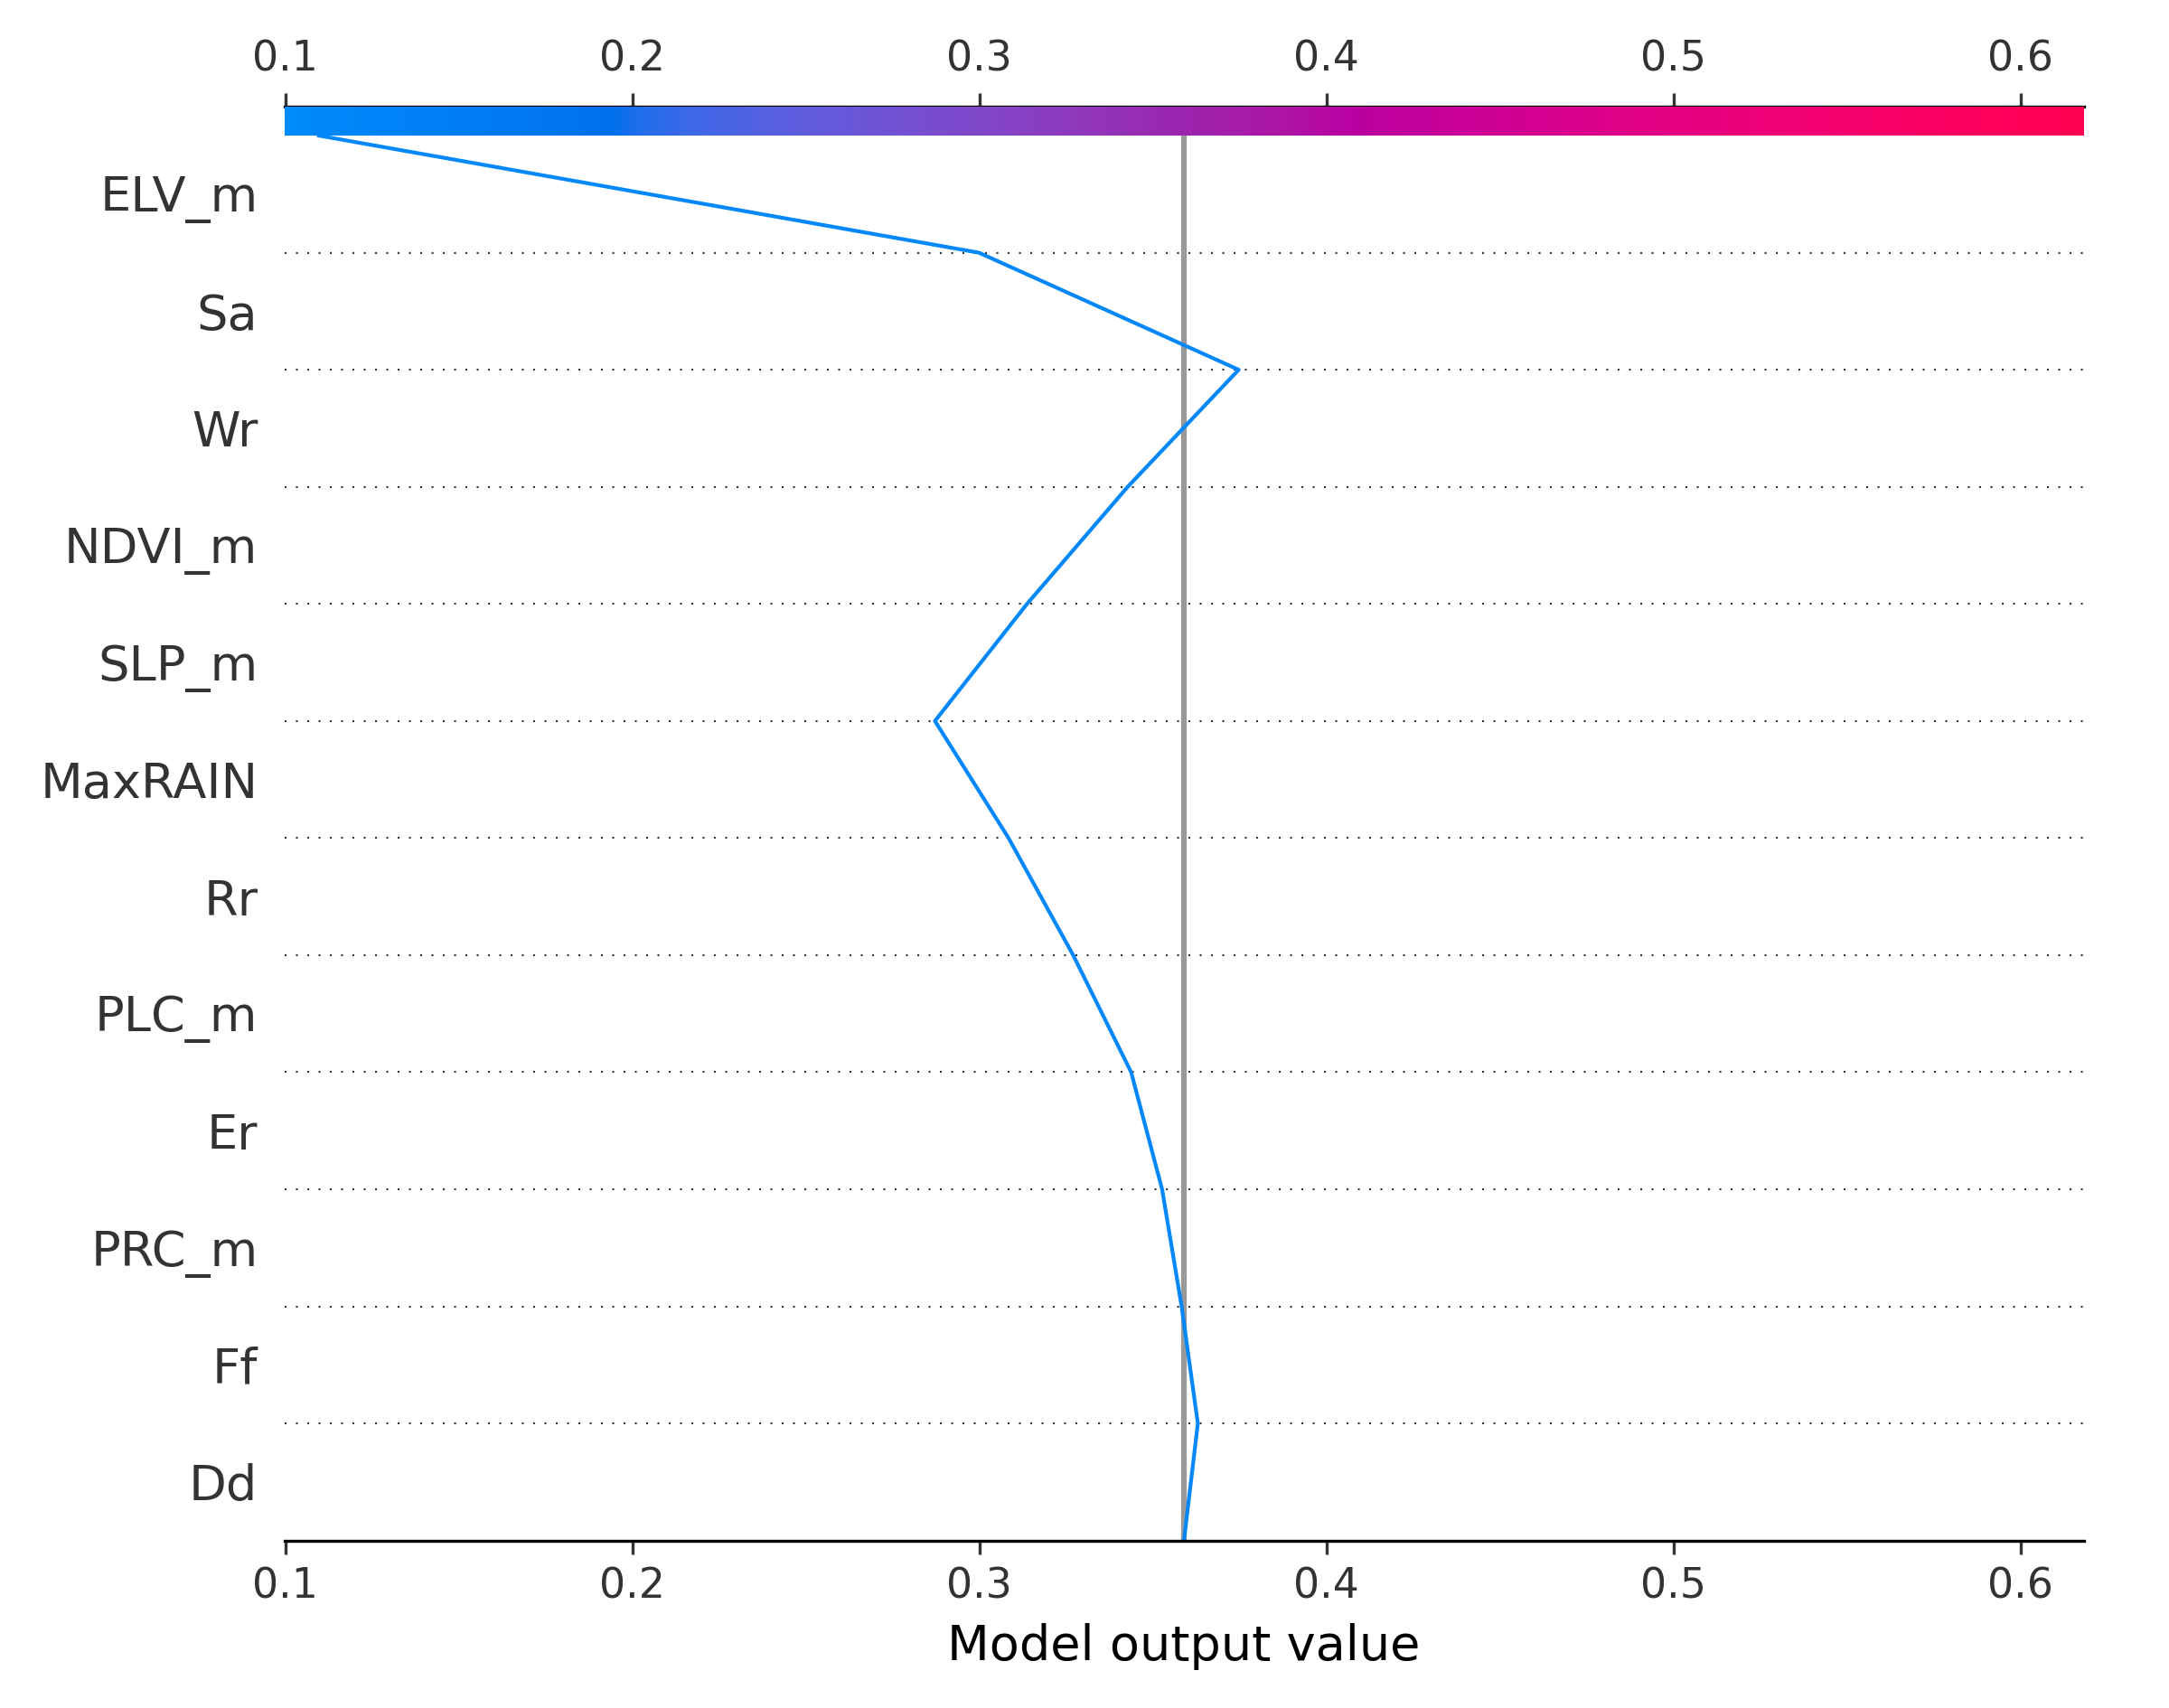 0.1 0.2 0.3 0.4 0.5 0.6
ELV_m
Sa
Wr
NDVI_m
SLP_m
MaxRAIN
Rr
PLC_m
Er
PRC_m
Ff
Dd
0.1 0.2 0.3 0.4 0.5 0.6
Model output value